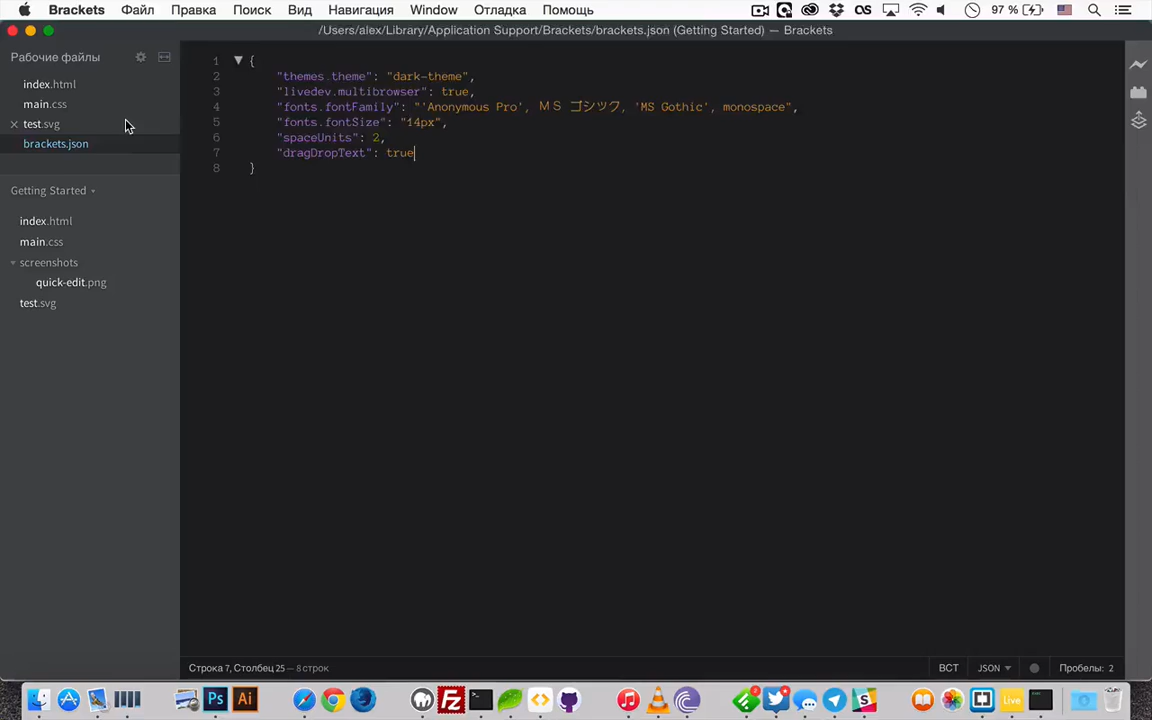 Brackets Файл Правка Поиск Вид Навигация Window Отладка Помощь 97 %
/Users/alex/Library/Application Support/Brackets/brackets.json (Getting Started) — Brackets
Рабочие файлы
index.html
main.css
test.svg
brackets.json
Getting Started
index.html
main.css
screenshots
quick-edit.png
test.svg
1 {
2 "themes.theme": "dark-theme",
3 "livedev.multibrowser": true,
4 "fonts.fontFamily": "'Anonymous Pro', ＭＳ ゴシック, 'MS Gothic', monospace",
5 "fonts.fontSize": "14px",
6 "spaceUnits": 2,
7 "dragDropText": true
8 }
Строка 7, Столбец 25 — 8 строк
ВСТ JSON Пробелы: 2
Ps Ai Fz Live